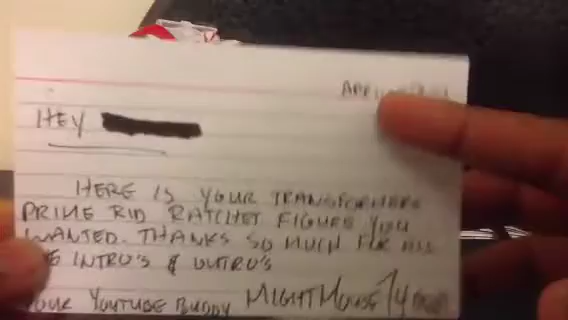 HEY
HERE IS YOUR TRANSFORMERS
PRIME RID RATCHET FIGURE YOU
WANTED. THANKS SO MUCH FOR
INTRO'S & OUTRO'S
YOUR YOUTUBE BUDDY